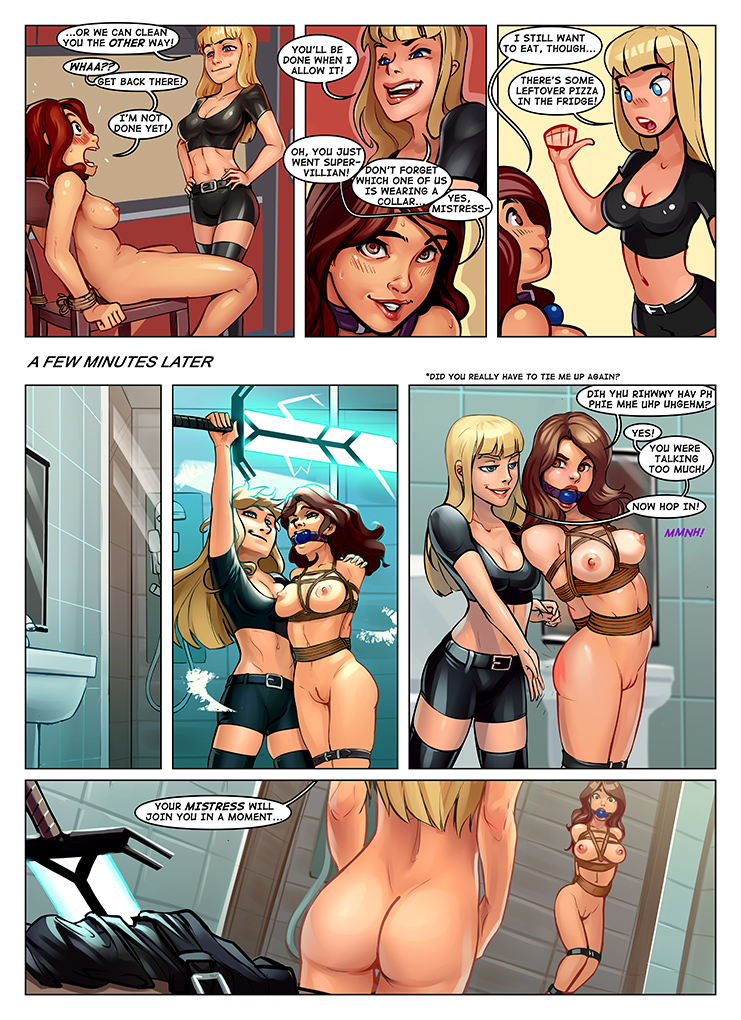 ...OR WE CAN CLEAN
YOU THE OTHER WAY!
WHAA??
GET BACK THERE!
I'M NOT
DONE YET!
YOU'LL BE
DONE WHEN I
ALLOW IT!
OH, YOU JUST
WENT SUPER-
VILLIAN!
DON'T FORGET
WHICH ONE OF US
IS WEARING A
COLLAR...
YES,
MISTRESS-
I STILL WANT
TO EAT, THOUGH...
THERE'S SOME
LEFTOVER PIZZA
IN THE FRIDGE!
A FEW MINUTES LATER
*DID YOU REALLY HAVE TO TIE ME UP AGAIN?
DIH YHU RIHWWY HAV PH
PHIE MHE UHP UHGEHM?
YES!
YOU WERE
TALKING
TOO MUCH!
NOW HOP IN!
MMNH!
YOUR MISTRESS WILL
JOIN YOU IN A MOMENT...